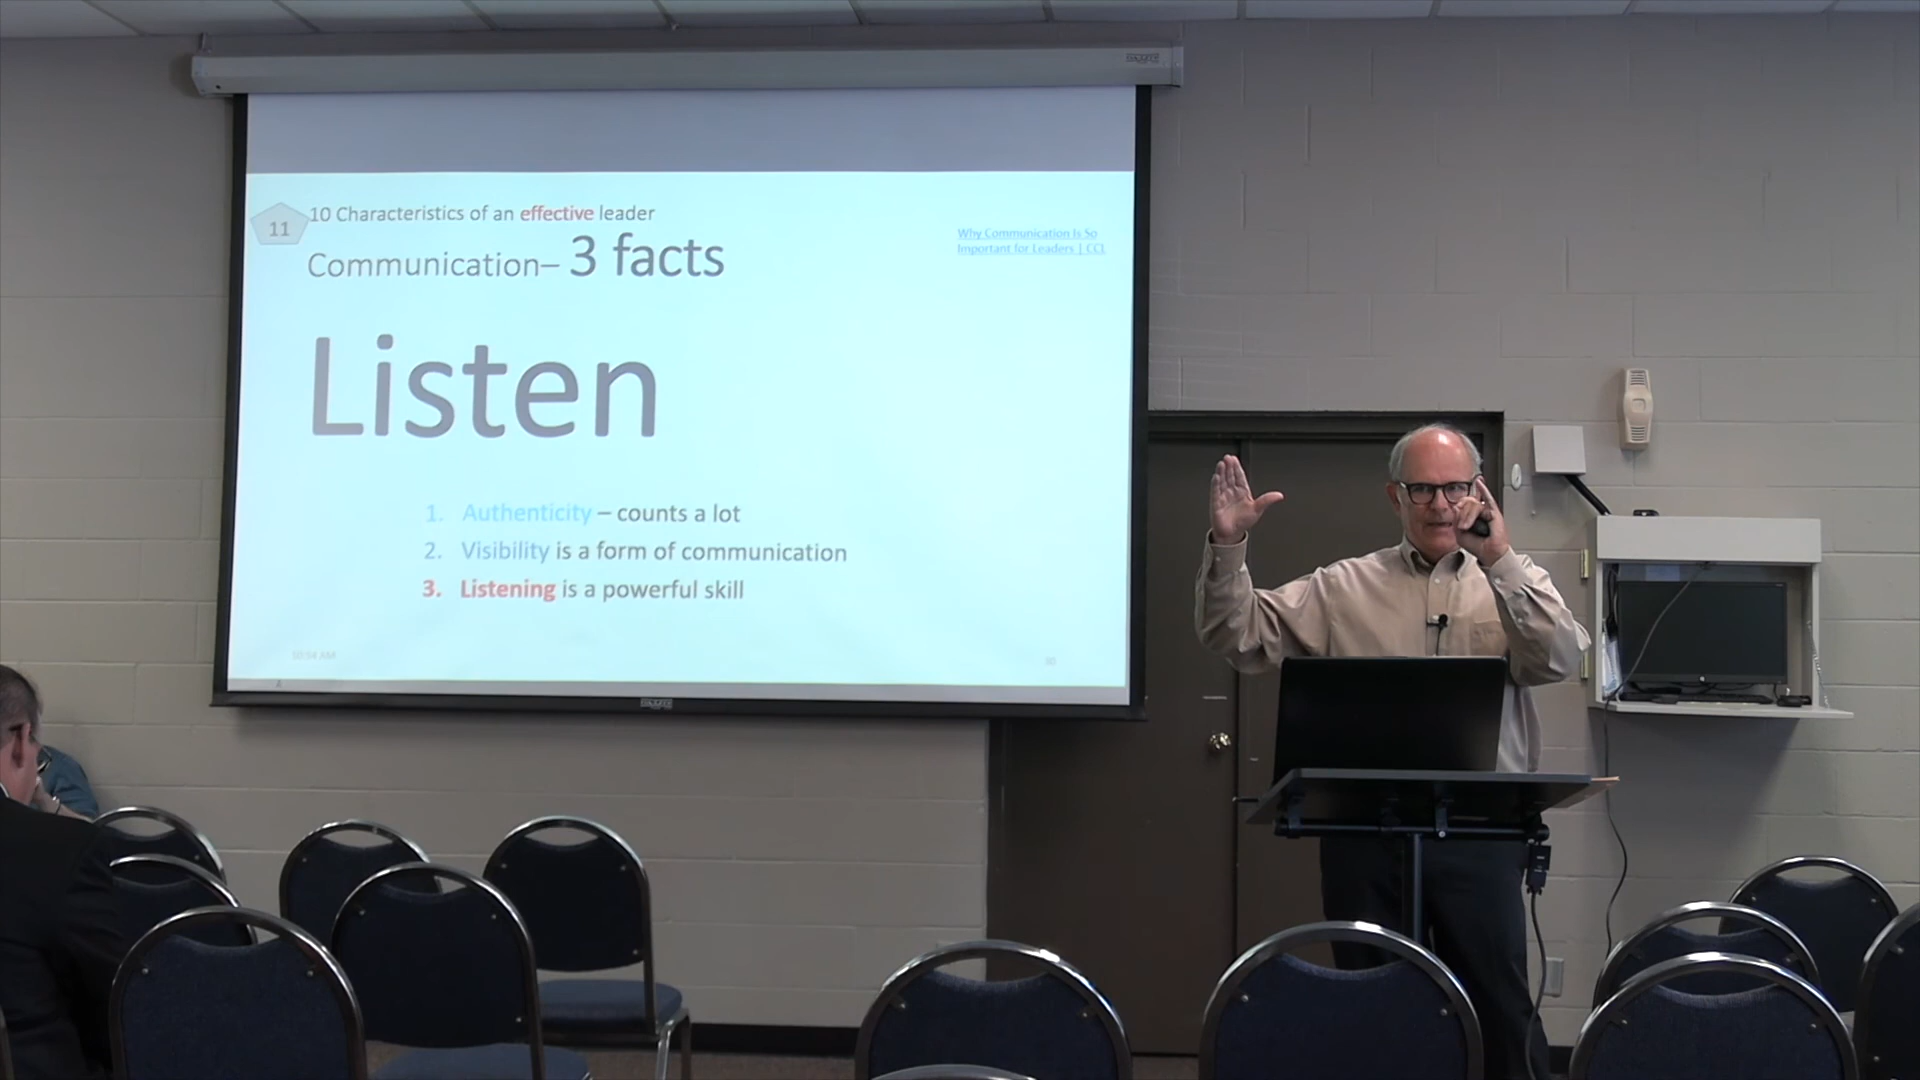 10 Characteristics of an effective leader
11
Communication– 3 facts
Why Communication Is So
Important for Leaders | CCL
Listen
1. Authenticity – counts a lot
2. Visibility is a form of communication
3. Listening is a powerful skill